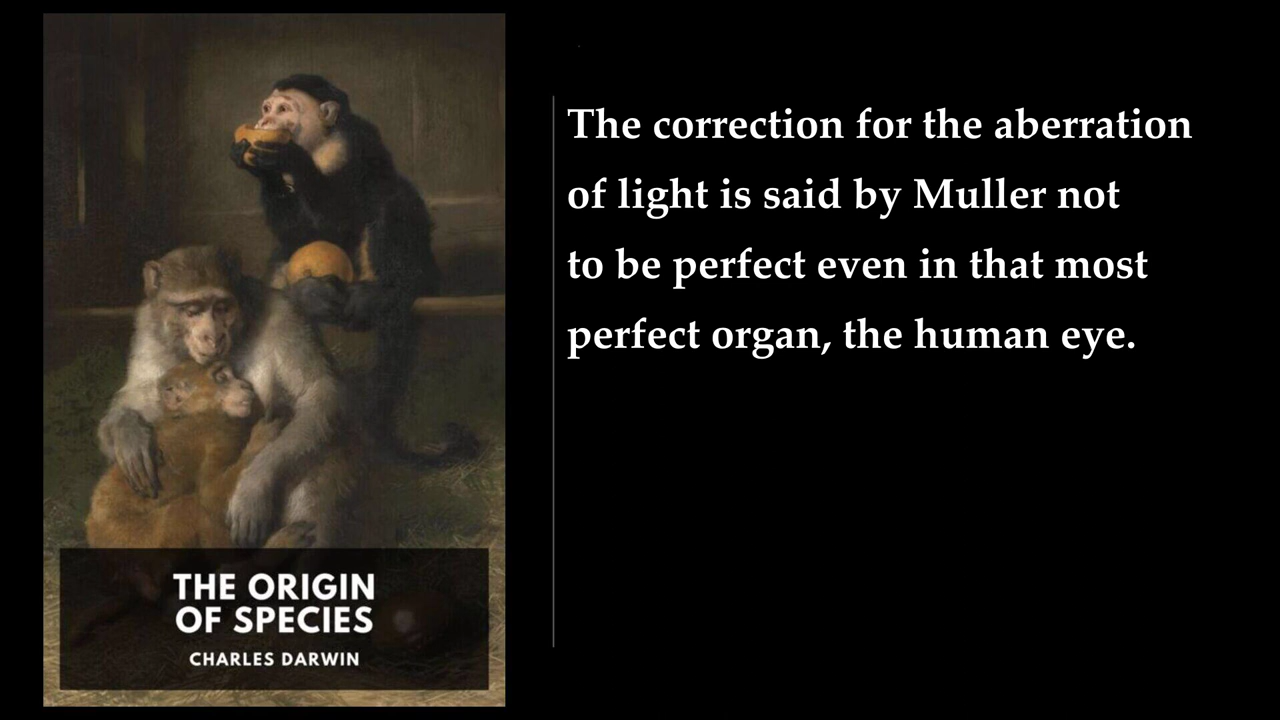 THE ORIGIN
OF SPECIES
CHARLES DARWIN
The correction for the aberration
of light is said by Muller not
to be perfect even in that most
perfect organ, the human eye.